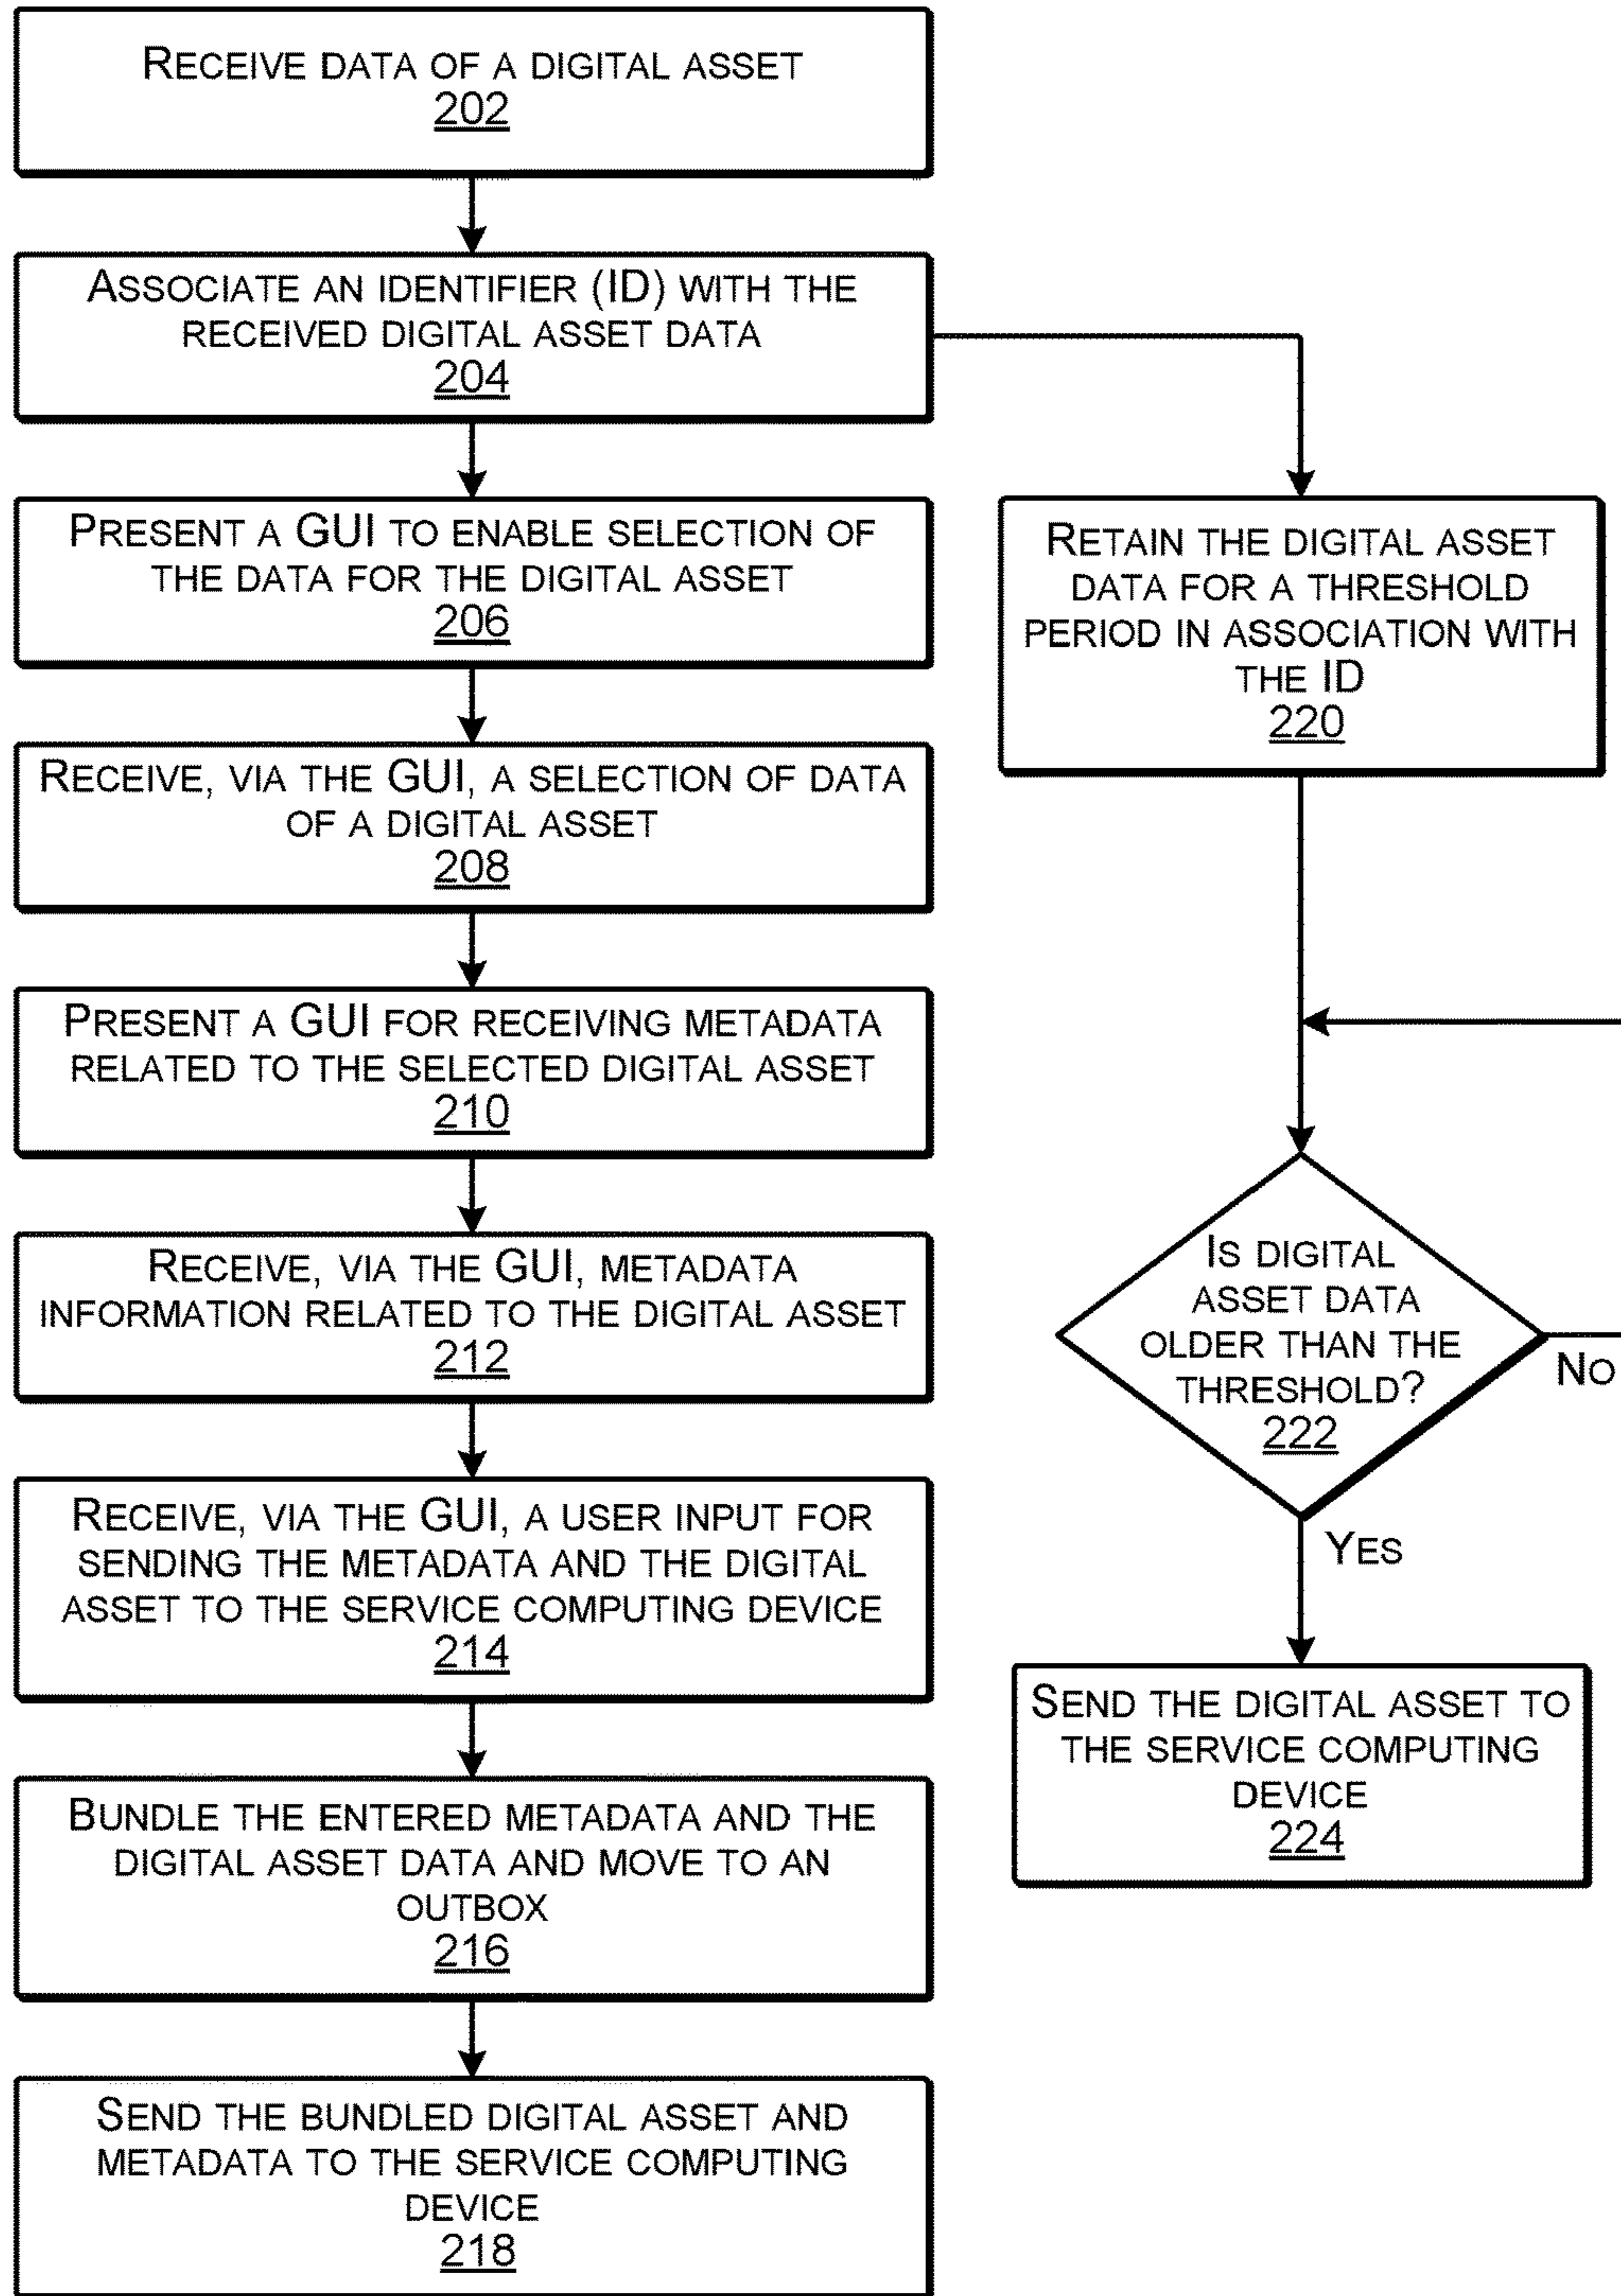 RECEIVE DATA OF A DIGITAL ASSET
202
ASSOCIATE AN IDENTIFIER (ID) WITH THE
RECEIVED DIGITAL ASSET DATA
204
PRESENT A GUI TO ENABLE SELECTION OF
THE DATA FOR THE DIGITAL ASSET
206
RECEIVE, VIA THE GUI, A SELECTION OF DATA
OF A DIGITAL ASSET
208
PRESENT A GUI FOR RECEIVING METADATA
RELATED TO THE SELECTED DIGITAL ASSET
210
RECEIVE, VIA THE GUI, METADATA
INFORMATION RELATED TO THE DIGITAL ASSET
212
RECEIVE, VIA THE GUI, A USER INPUT FOR
SENDING THE METADATA AND THE DIGITAL
ASSET TO THE SERVICE COMPUTING DEVICE
214
BUNDLE THE ENTERED METADATA AND THE
DIGITAL ASSET DATA AND MOVE TO AN
OUTBOX
216
SEND THE BUNDLED DIGITAL ASSET AND
METADATA TO THE SERVICE COMPUTING
DEVICE
218
RETAIN THE DIGITAL ASSET
DATA FOR A THRESHOLD
PERIOD IN ASSOCIATION WITH
THE ID
220
IS DIGITAL
ASSET DATA
OLDER THAN THE
THRESHOLD?
222
NO
YES
SEND THE DIGITAL ASSET TO
THE SERVICE COMPUTING
DEVICE
224